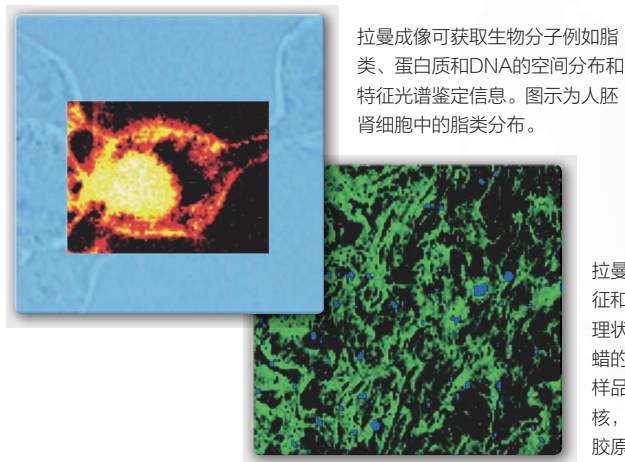 拉曼成像可获取生物分子例如脂
类、蛋白质和DNA的空间分布和
特征光谱鉴定信息。图示为人胚
肾细胞中的脂类分布。
拉曼
征和
理状
蜡的
样品
核，
胶原